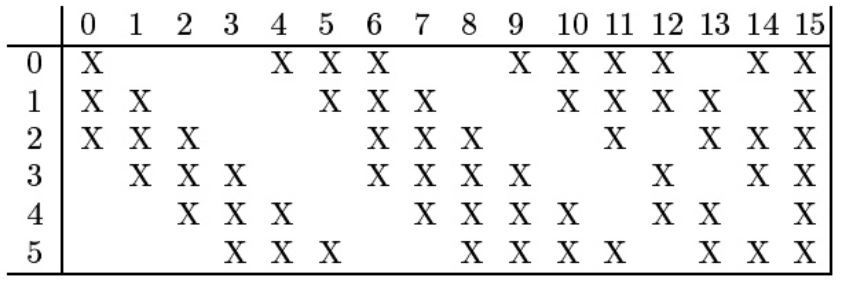 0 1 2 3 4 5 6 7 8 9 10 11 12 13 14 15
0 X X X X X X X X X X
1 X X X X X X X X X X
2 X X X X X X X X X X
3 X X X X X X X X X X
4 X X X X X X X X X X
5 X X X X X X X X X X